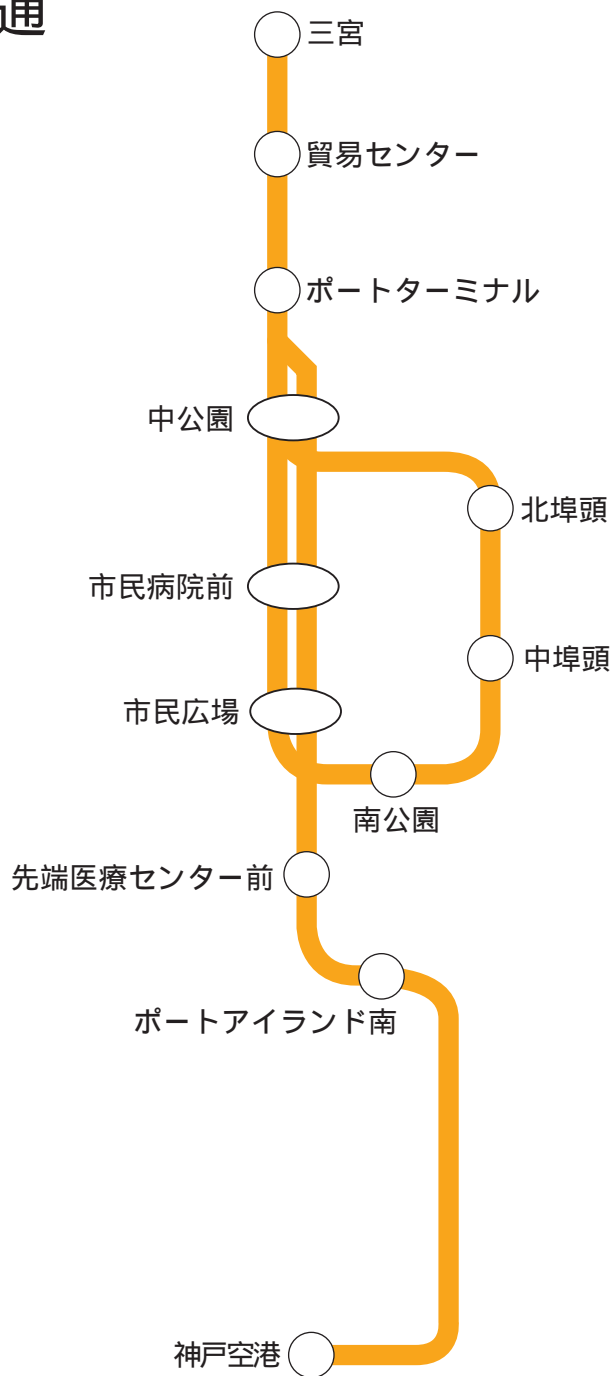 通
三宮
貿易センター
ポートターミナル
中公園
北埠頭
市民病院前
中埠頭
市民広場
南公園
先端医療センター前
ポートアイランド南
神戸空港